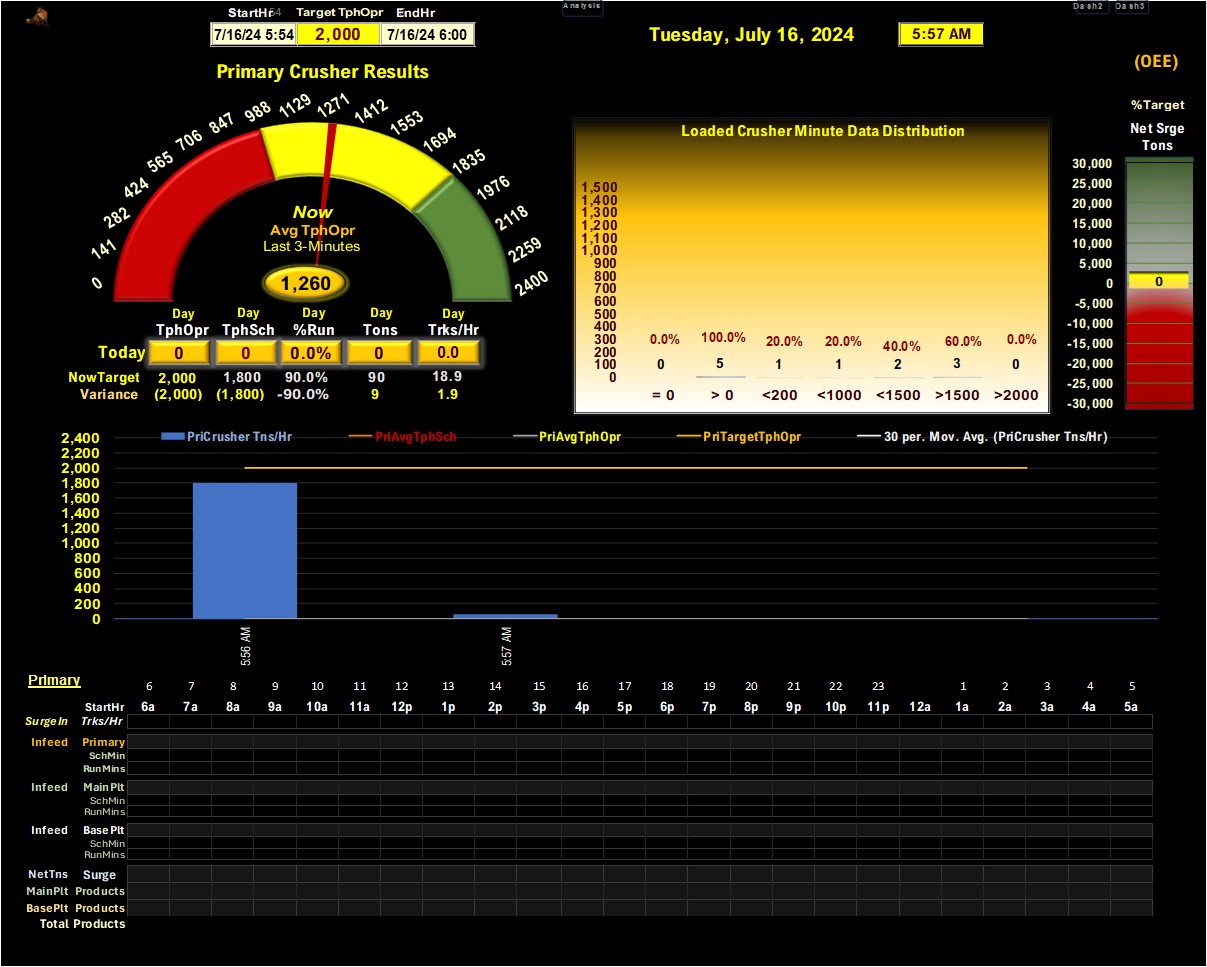 Analysis
Dash2 Dash3
StartHr Target TphOpr EndHr
7/16/24 5:54 2,000 7/16/24 6:00
Tuesday, July 16, 2024 5:57 AM
(OEE)
Primary Crusher Results
0 141 282 424 565 706 847 988 1129 1271 1412 1553 1694 1835 1976 2118 2259 2400
Now
Avg TphOpr
Last 3-Minutes
1,260
Day Day Day Day Day
TphOpr TphSch %Run Tons Trks/Hr
Today 0 0 0.0% 0 0.0
NowTarget 2,000 1,800 90.0% 90 18.9
Variance (2,000) (1,800) -90.0% 9 1.9
Loaded Crusher Minute Data Distribution
1,500
1,400
1,300
1,200
1,100
1,000
900
800
700
600
500
400
300
200
100
0
0.0% 100.0% 20.0% 20.0% 40.0% 60.0% 0.0%
0 5 1 1 2 3 0
= 0 > 0 <200 <1000 <1500 >1500 >2000
%Target
Net Srge
Tons
30,000
25,000
20,000
15,000
10,000
5,000
0
-5,000
-10,000
-15,000
-20,000
-25,000
-30,000
0
PriCrusher Tns/Hr PriAvgTphSch PriAvgTphOpr PriTargetTphOpr 30 per. Mov. Avg. (PriCrusher Tns/Hr)
2,400
2,200
2,000
1,800
1,600
1,400
1,200
1,000
800
600
400
200
0
5:56 AM 5:57 AM
Primary
6 7 8 9 10 11 12 13 14 15 16 17 18 19 20 21 22 23 1 2 3 4 5
StartHr 6a 7a 8a 9a 10a 11a 12p 1p 2p 3p 4p 5p 6p 7p 8p 9p 10p 11p 12a 1a 2a 3a 4a 5a
SurgeIn Trks/Hr
Infeed Primary
SchMin
RunMins
Infeed MainPlt
SchMin
RunMins
Infeed BasePlt
SchMin
RunMins
NetTns Surge
MainPlt Products
BasePlt Products
Total Products